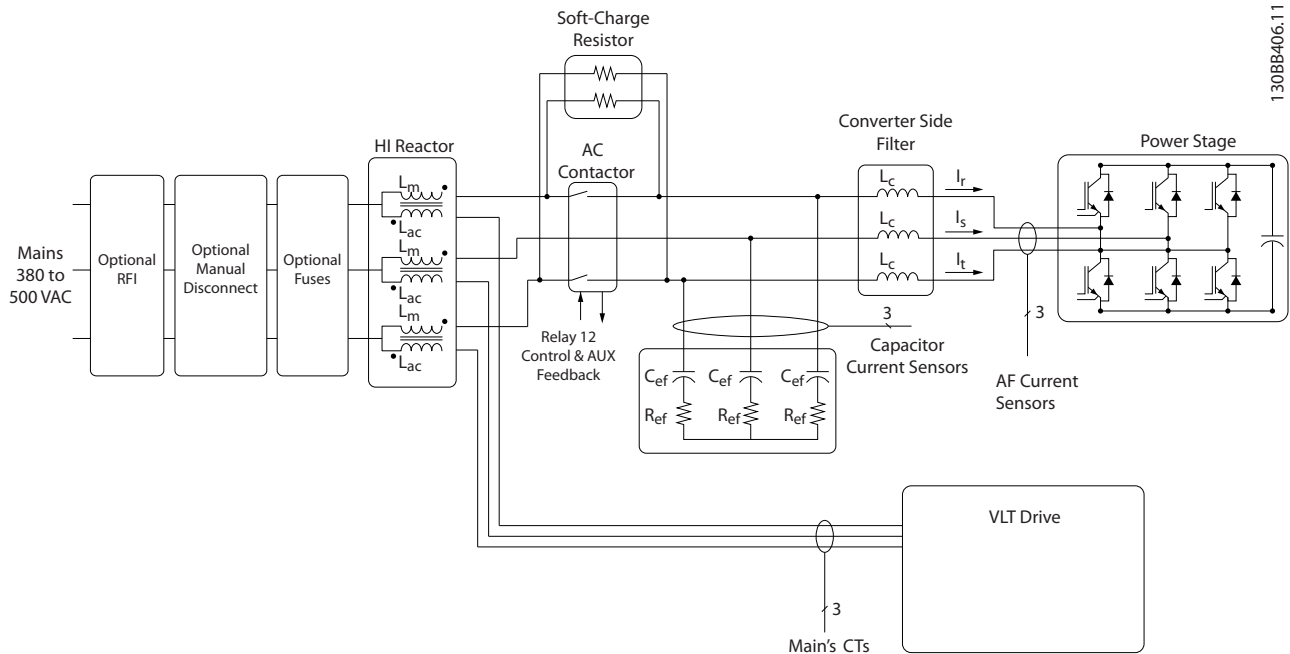 130BB406.11
Soft-Charge
Resistor
HI Reactor
AC
Contactor
Converter Side
Filter
Power Stage
Mains
380 to
500 VAC
Optional
RFI
Optional
Manual
Disconnect
Optional
Fuses
Lm
Lac
Lm
Lac
Lm
Lac
Lc
Ir
Lc
Is
Lc
It
Relay 12
Control & AUX
Feedback
3
Capacitor
Current Sensors
3
AF Current
Sensors
Cef
Cef
Cef
Ref
Ref
Ref
VLT Drive
3
Main's CTs